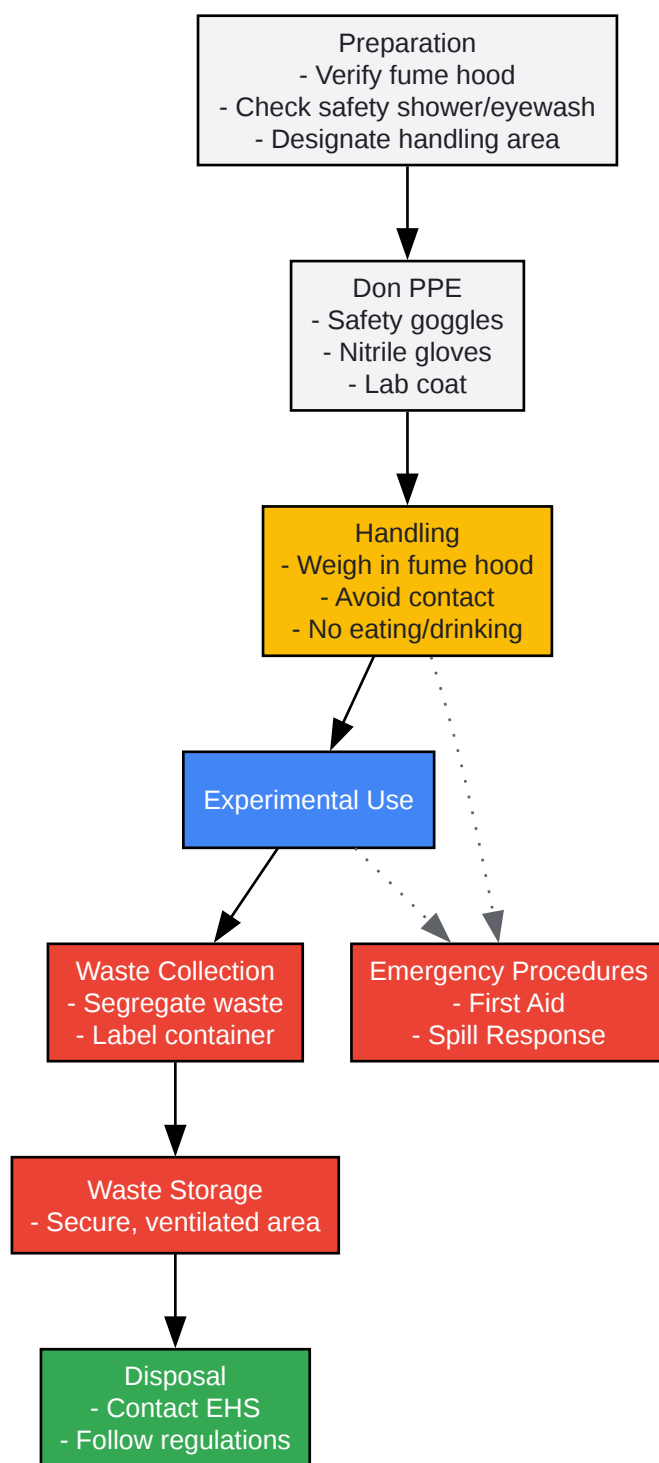 Preparation
- Verify fume hood
- Check safety shower/eyewash
- Designate handling area
Don PPE
- Safety goggles
- Nitrile gloves
- Lab coat
Handling
- Weigh in fume hood
- Avoid contact
- No eating/drinking
Experimental Use
Waste Collection
- Segregate waste
- Label container
Emergency Procedures
- First Aid
- Spill Response
Waste Storage
- Secure, ventilated area
Disposal
- Contact EHS
- Follow regulations